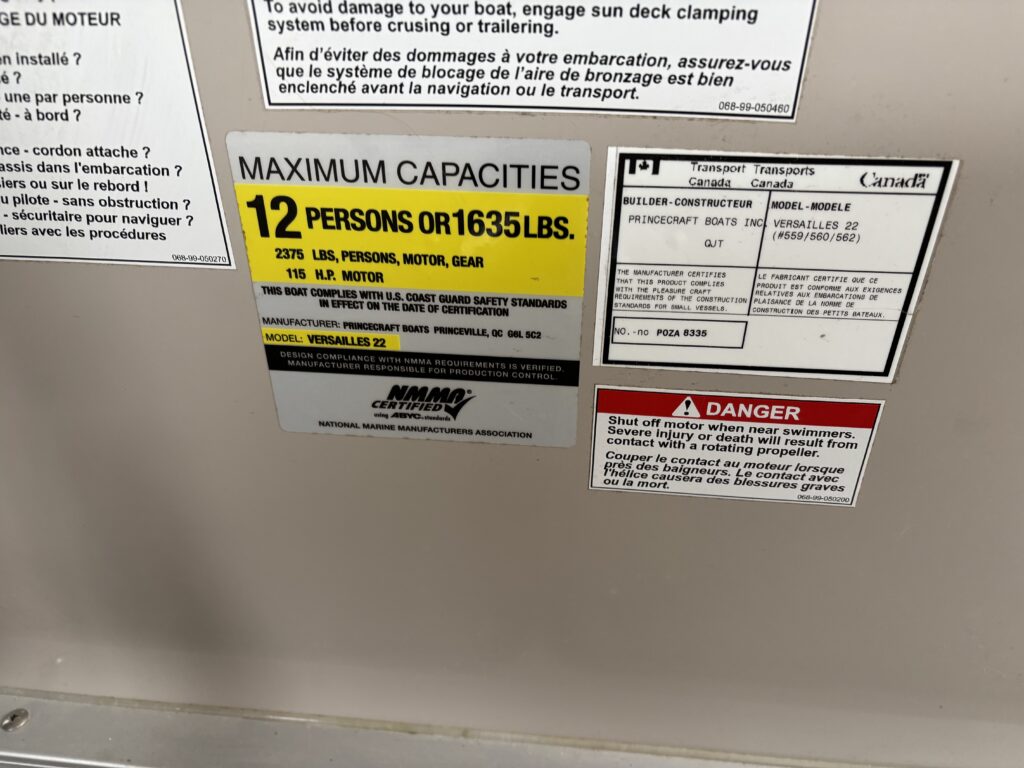 GE DU MOTEUR
en installé ?
é ?
une par personne ?
té - à bord ?
nce - cordon attache ?
assis dans l'embarcation ?
iers ou sur le rebord !
u pilote - sans obstruction ?
- sécuritaire pour naviguer ?
liers avec les procédures
068-99-050270
To avoid damage to your boat, engage sun deck clamping
system before crusing or trailering.
Afin d'éviter des dommages à votre embarcation, assurez-vous
que le système de blocage de l'aire de bronzage est bien
enclenché avant la navigation ou le transport.
068-99-050460
MAXIMUM CAPACITIES
12 PERSONS OR 1635 LBS.
2375 LBS, PERSONS, MOTOR, GEAR
115 H.P. MOTOR
THIS BOAT COMPLIES WITH U.S. COAST GUARD SAFETY STANDARDS
IN EFFECT ON THE DATE OF CERTIFICATION
MANUFACTURER: PRINCECRAFT BOATS PRINCEVILLE, QC G6L 5C2
MODEL: VERSAILLES 22
DESIGN COMPLIANCE WITH NMMA REQUIREMENTS IS VERIFIED.
MANUFACTURER RESPONSIBLE FOR PRODUCTION CONTROL.
NMMA®
CERTIFIED
using ABYC standards
NATIONAL MARINE MANUFACTURERS ASSOCIATION
Transport Transports
Canada Canada
Canada
BUILDER-CONSTRUCTEUR
PRINCECRAFT BOATS INC.
QJT
MODEL-MODELE
VERSAILLES 22
(#559/560/562)
THE MANUFACTURER CERTIFIES
THAT THIS PRODUCT COMPLIES
WITH THE PLEASURE CRAFT
REQUIREMENTS OF THE CONSTRUCTION
STANDARDS FOR SMALL VESSELS.
LE FABRICANT CERTIFIE QUE CE
PRODUIT EST CONFORME AUX EXIGENCES
RELATIVES AUX EMBARCATIONS DE
PLAISANCE DE LA NORME DE
CONSTRUCTION DES PETITS BATEAUX.
NO.-no POZA 8335
DANGER
Shut off motor when near swimmers.
Severe injury or death will result from
contact with a rotating propeller.
Couper le contact au moteur lorsque
près des baigneurs. Le contact avec
l'hélice causera des blessures graves
ou la mort.
068-99-050200